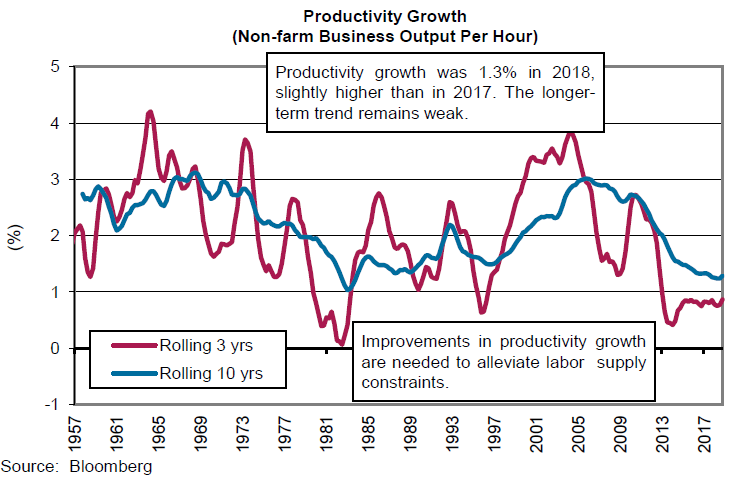 Productivity Growth
(Non-farm Business Output Per Hour)
Productivity growth was 1.3% in 2018,
slightly higher than in 2017. The longer-
term trend remains weak.
5
4
3
2
1
0
-1
(%)
Rolling 3 yrs
Rolling 10 yrs
Improvements in productivity growth
are needed to alleviate labor supply
constraints.
1957 1961 1965 1969 1973 1977 1981 1985 1989 1993 1997 2001 2005 2009 2013 2017
Source: Bloomberg